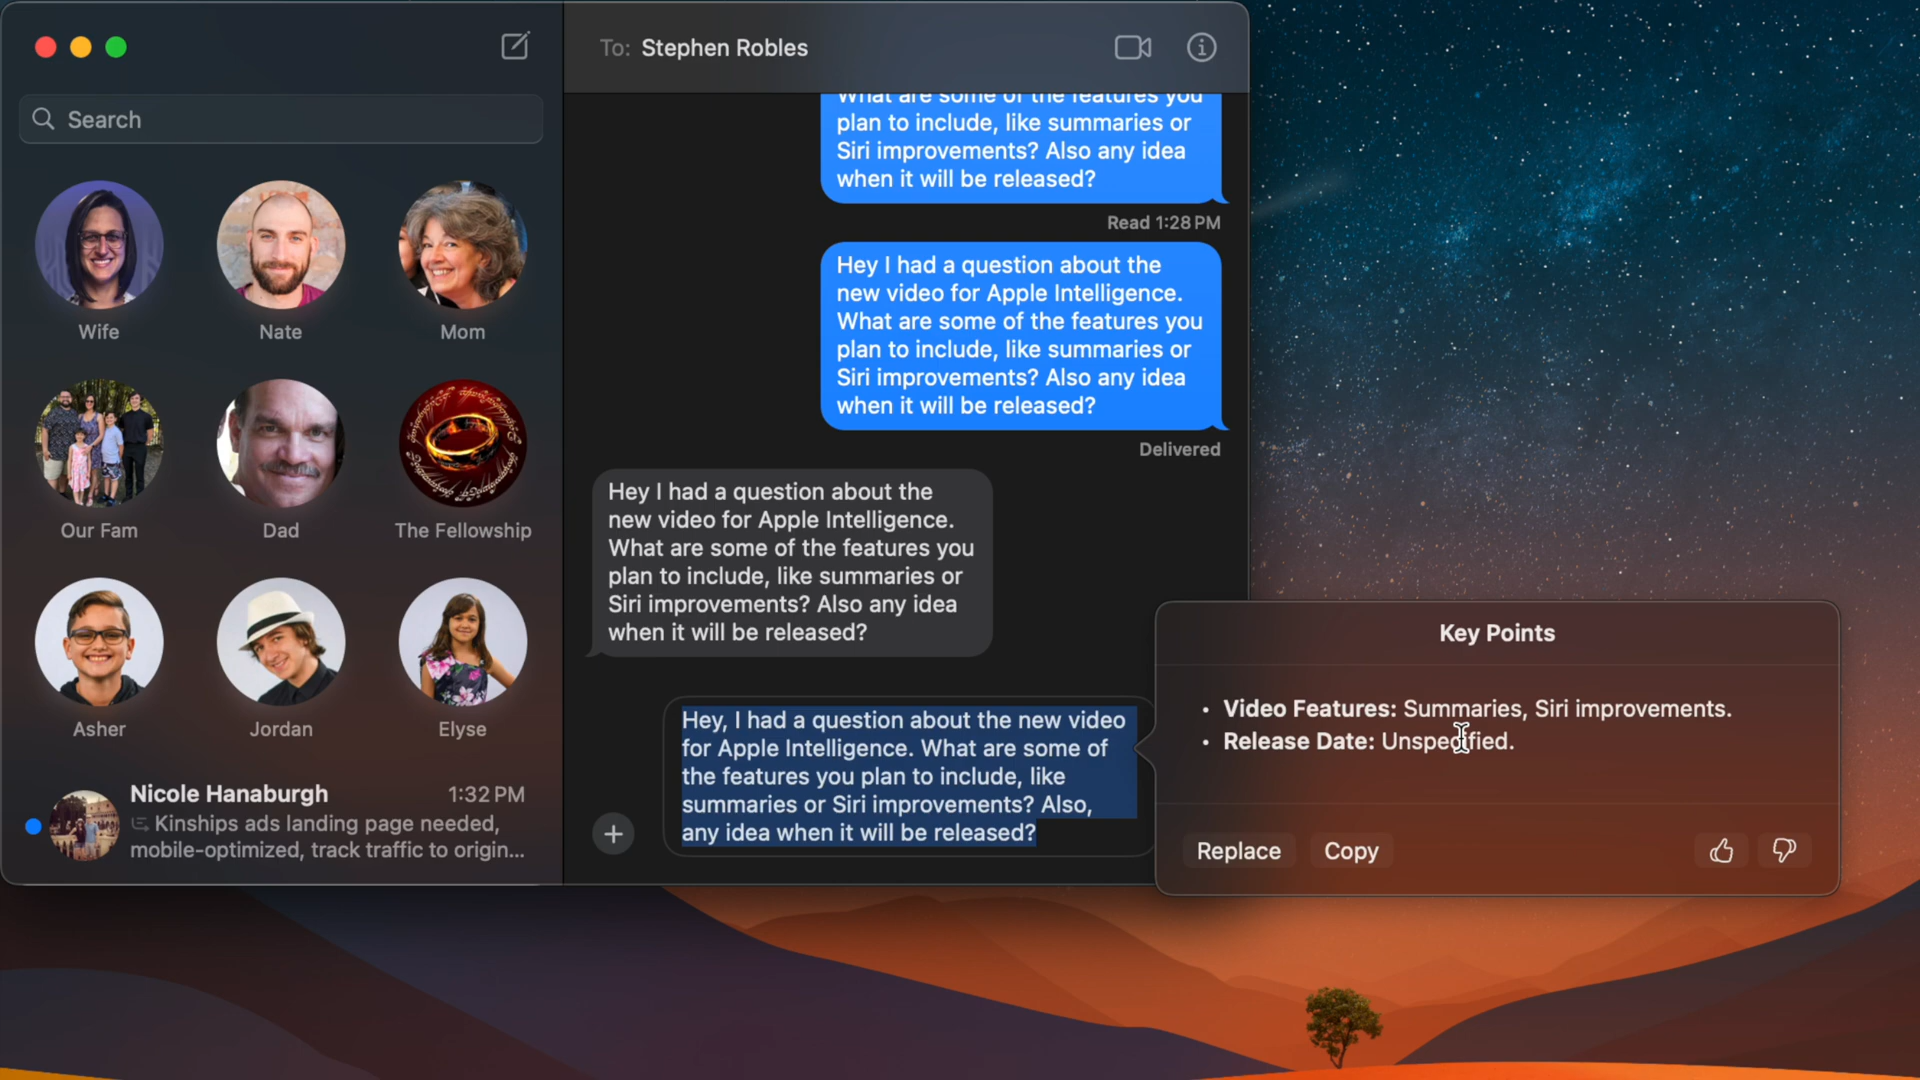 To: Stephen Robles
Search
Wife
Nate
Mom
Our Fam
Dad
The Fellowship
Asher
Jordan
Elyse
Nicole Hanaburgh
1:32 PM
Kinships ads landing page needed,
mobile-optimized, track traffic to origin...
What are some of the features you
plan to include, like summaries or
Siri improvements? Also any idea
when it will be released?
Read 1:28 PM
Hey I had a question about the
new video for Apple Intelligence.
What are some of the features you
plan to include, like summaries or
Siri improvements? Also any idea
when it will be released?
Delivered
Hey I had a question about the
new video for Apple Intelligence.
What are some of the features you
plan to include, like summaries or
Siri improvements? Also any idea
when it will be released?
Hey, I had a question about the new video
for Apple Intelligence. What are some of
the features you plan to include, like
summaries or Siri improvements? Also,
any idea when it will be released?
Key Points
• Video Features: Summaries, Siri improvements.
• Release Date: Unspecified.
Replace
Copy